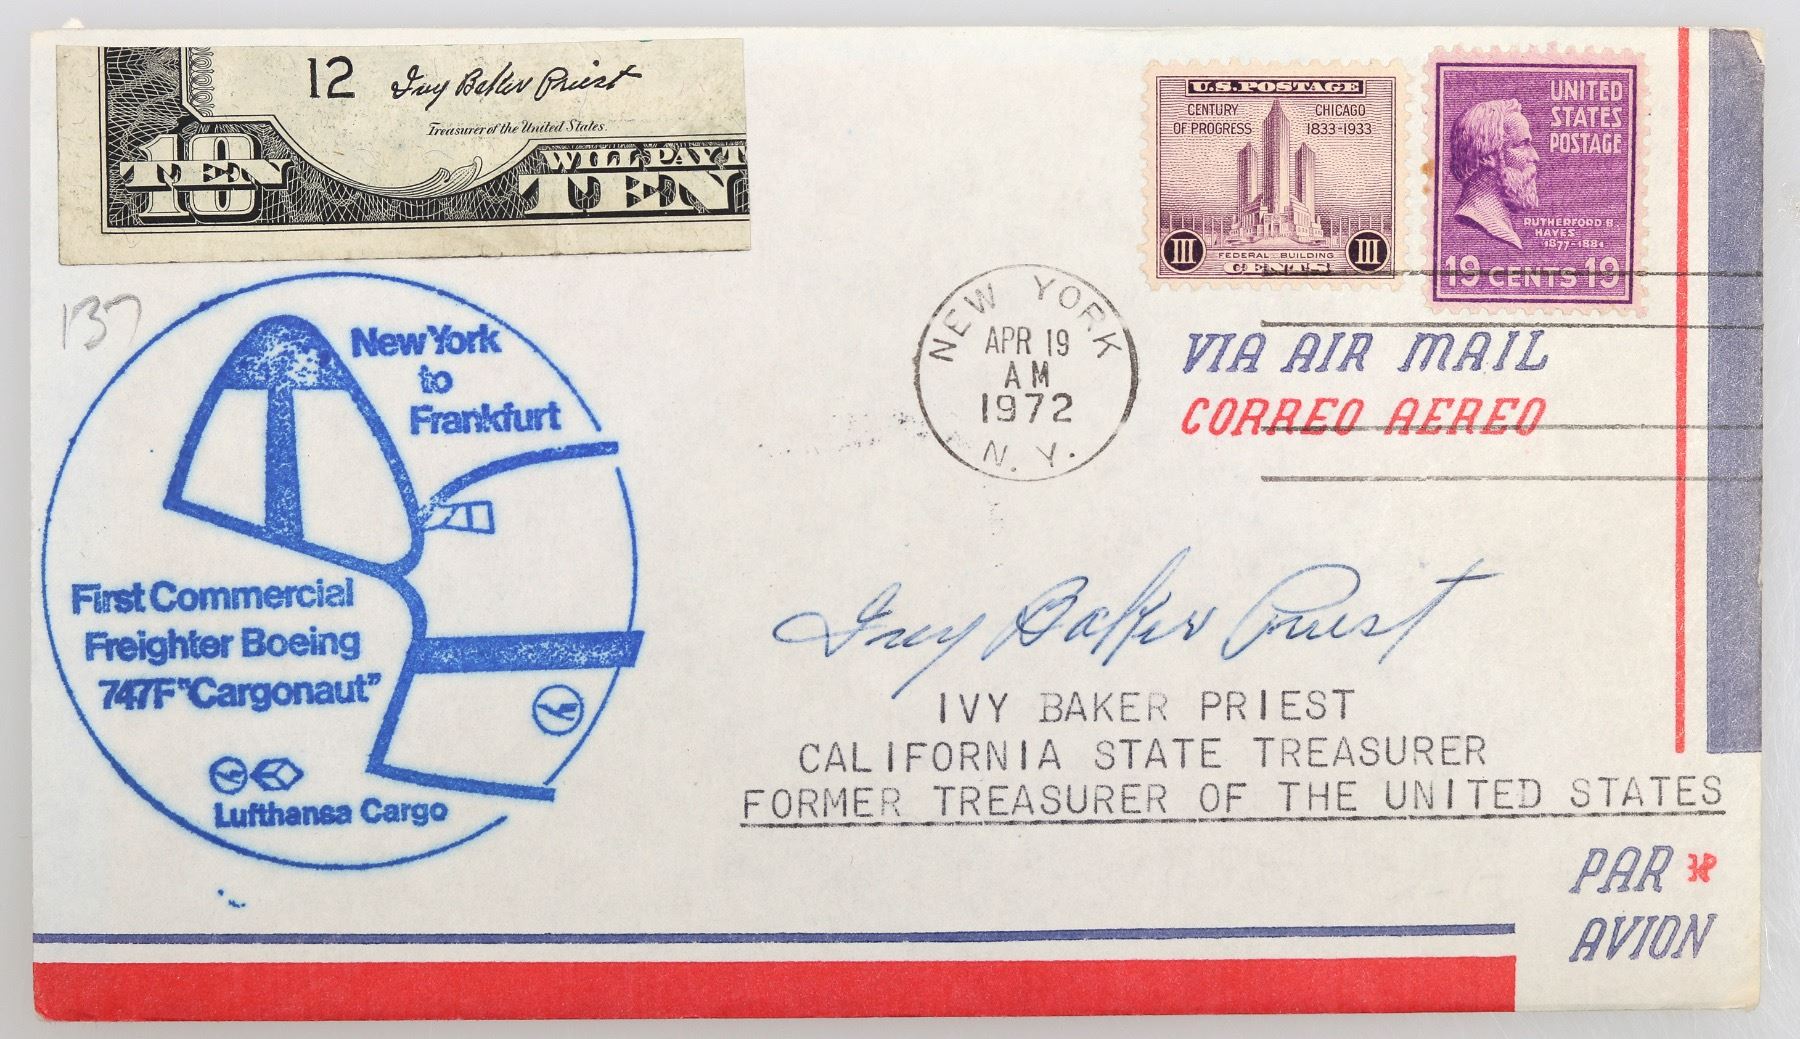 12 Ivy Baker Priest
Treasurer of the United States.
10
TEN
WILL PAY T
TEN
U.S. POSTAGE
CENTURY OF PROGRESS
CHICAGO 1833-1933
III FEDERAL BUILDING III
CENTS
UNITED
STATES
POSTAGE
RUTHERFORD B
HAYES
1877-1881
19 CENTS 19
137
New York
to
Frankfurt
First Commercial
Freighter Boeing
747F "Cargonaut"
Lufthansa Cargo
NEW YORK
APR 19
AM
1972
N. Y.
VIA AIR MAIL
CORREO AEREO
Ivy Baker Priest
IVY BAKER PRIEST
CALIFORNIA STATE TREASURER
FORMER TREASURER OF THE UNITED STATES
PAR
AVION